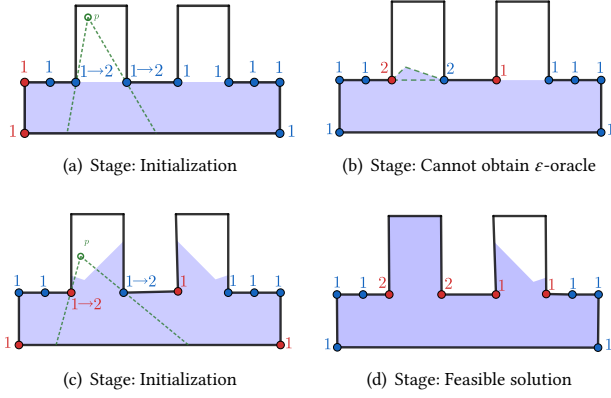 p
1 1 1→2 1→2 1 1 1 1
1 1
(a) Stage: Initialization
1 1 2 2 1 1 1 1
1 1
(b) Stage: Cannot obtain ε-oracle
p
1 1 1→2 1 1 1 1
1→2
1 1
(c) Stage: Initialization
1 1 2 2 1 1 1 1
1 1
(d) Stage: Feasible solution